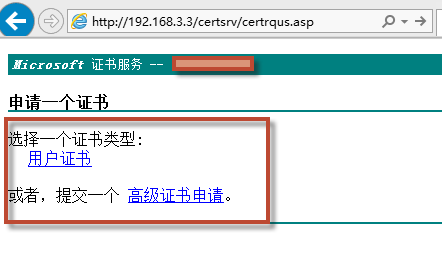 http://192.168.3.3/certsrv/certrqus.asp
Microsoft 证书服务 --
申请一个证书
选择一个证书类型:
用户证书
或者，提交一个 高级证书申请。